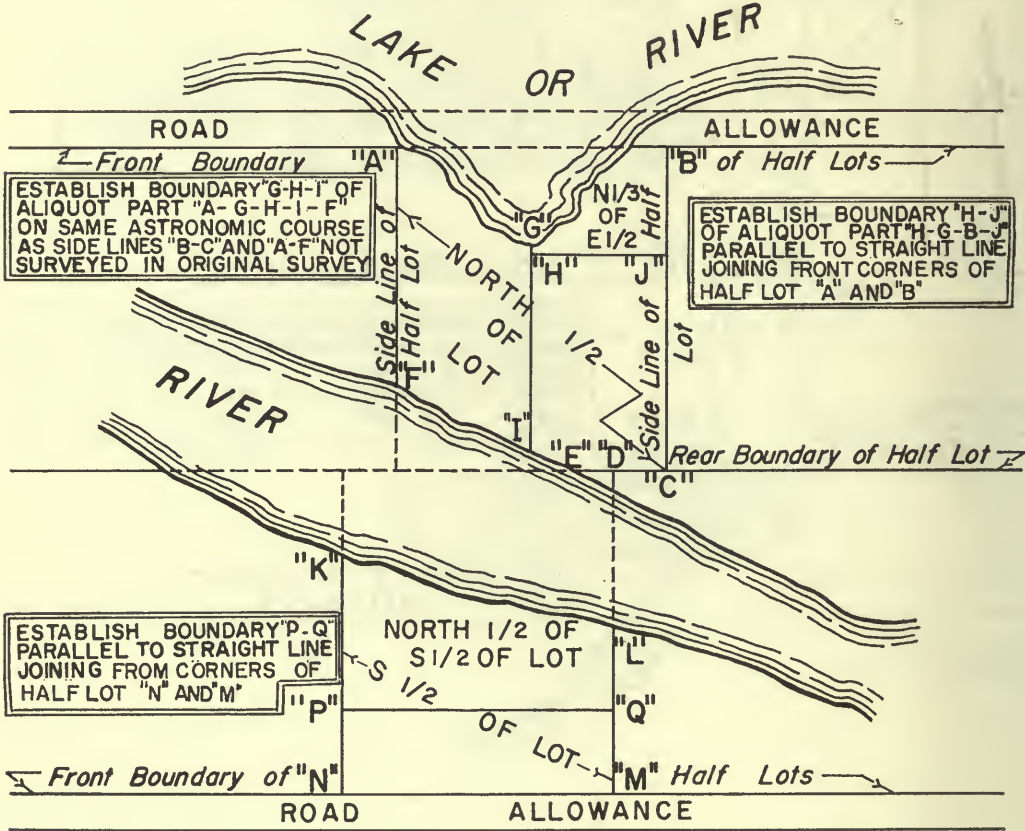 LAKE OR RIVER
ROAD ALLOWANCE
Front Boundary "A" "B" of Half Lots
ESTABLISH BOUNDARY "G-H-I" OF
ALIQUOT PART "A-G-H-I-F"
ON SAME ASTRONOMIC COURSE
AS SIDE LINES "B-C" AND "A-F" NOT
SURVEYED IN ORIGINAL SURVEY
Side Line of
Half Lot
"G"
N1/3
OF
E1/2
Side Line of Half
Lot
ESTABLISH BOUNDARY "H-J"
OF ALIQUOT PART "H-G-B-J"
PARALLEL TO STRAIGHT LINE
JOINING FRONT CORNERS OF
HALF LOT "A" AND "B"
"H" "J"
NORTH
OF
LOT
1/2
"F"
RIVER
"I"
"E" "D" Rear Boundary of Half Lot
"C"
"K"
ESTABLISH BOUNDARY "P-Q"
PARALLEL TO STRAIGHT LINE
JOINING FROM CORNERS OF
HALF LOT "N" AND "M"
NORTH 1/2 OF
S1/2 OF LOT
"L"
S 1/2
OF LOT
"P" "Q"
Front Boundary of "N" "M" Half Lots
ROAD ALLOWANCE